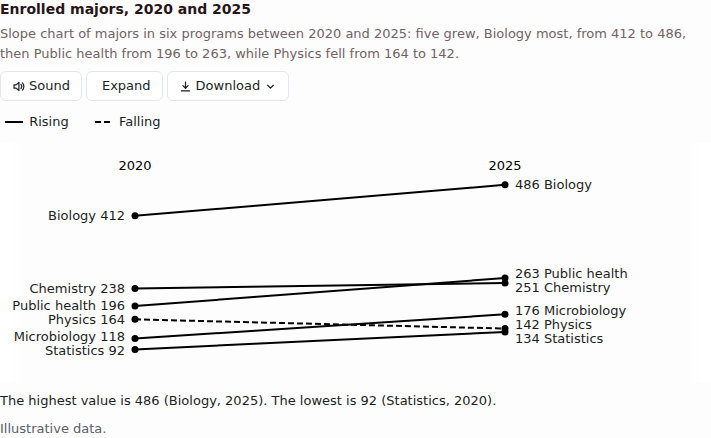 Enrolled majors, 2020 and 2025
Slope chart of majors in six programs between 2020 and 2025: five grew, Biology most, from 412 to 486,
then Public health from 196 to 263, while Physics fell from 164 to 142.
Sound Expand Download
Rising Falling
2020 2025
486 Biology
Biology 412
263 Public health
Chemistry 238
251 Chemistry
Public health 196
176 Microbiology
Physics 164
142 Physics
Microbiology 118
134 Statistics
Statistics 92
The highest value is 486 (Biology, 2025). The lowest is 92 (Statistics, 2020).
Illustrative data.